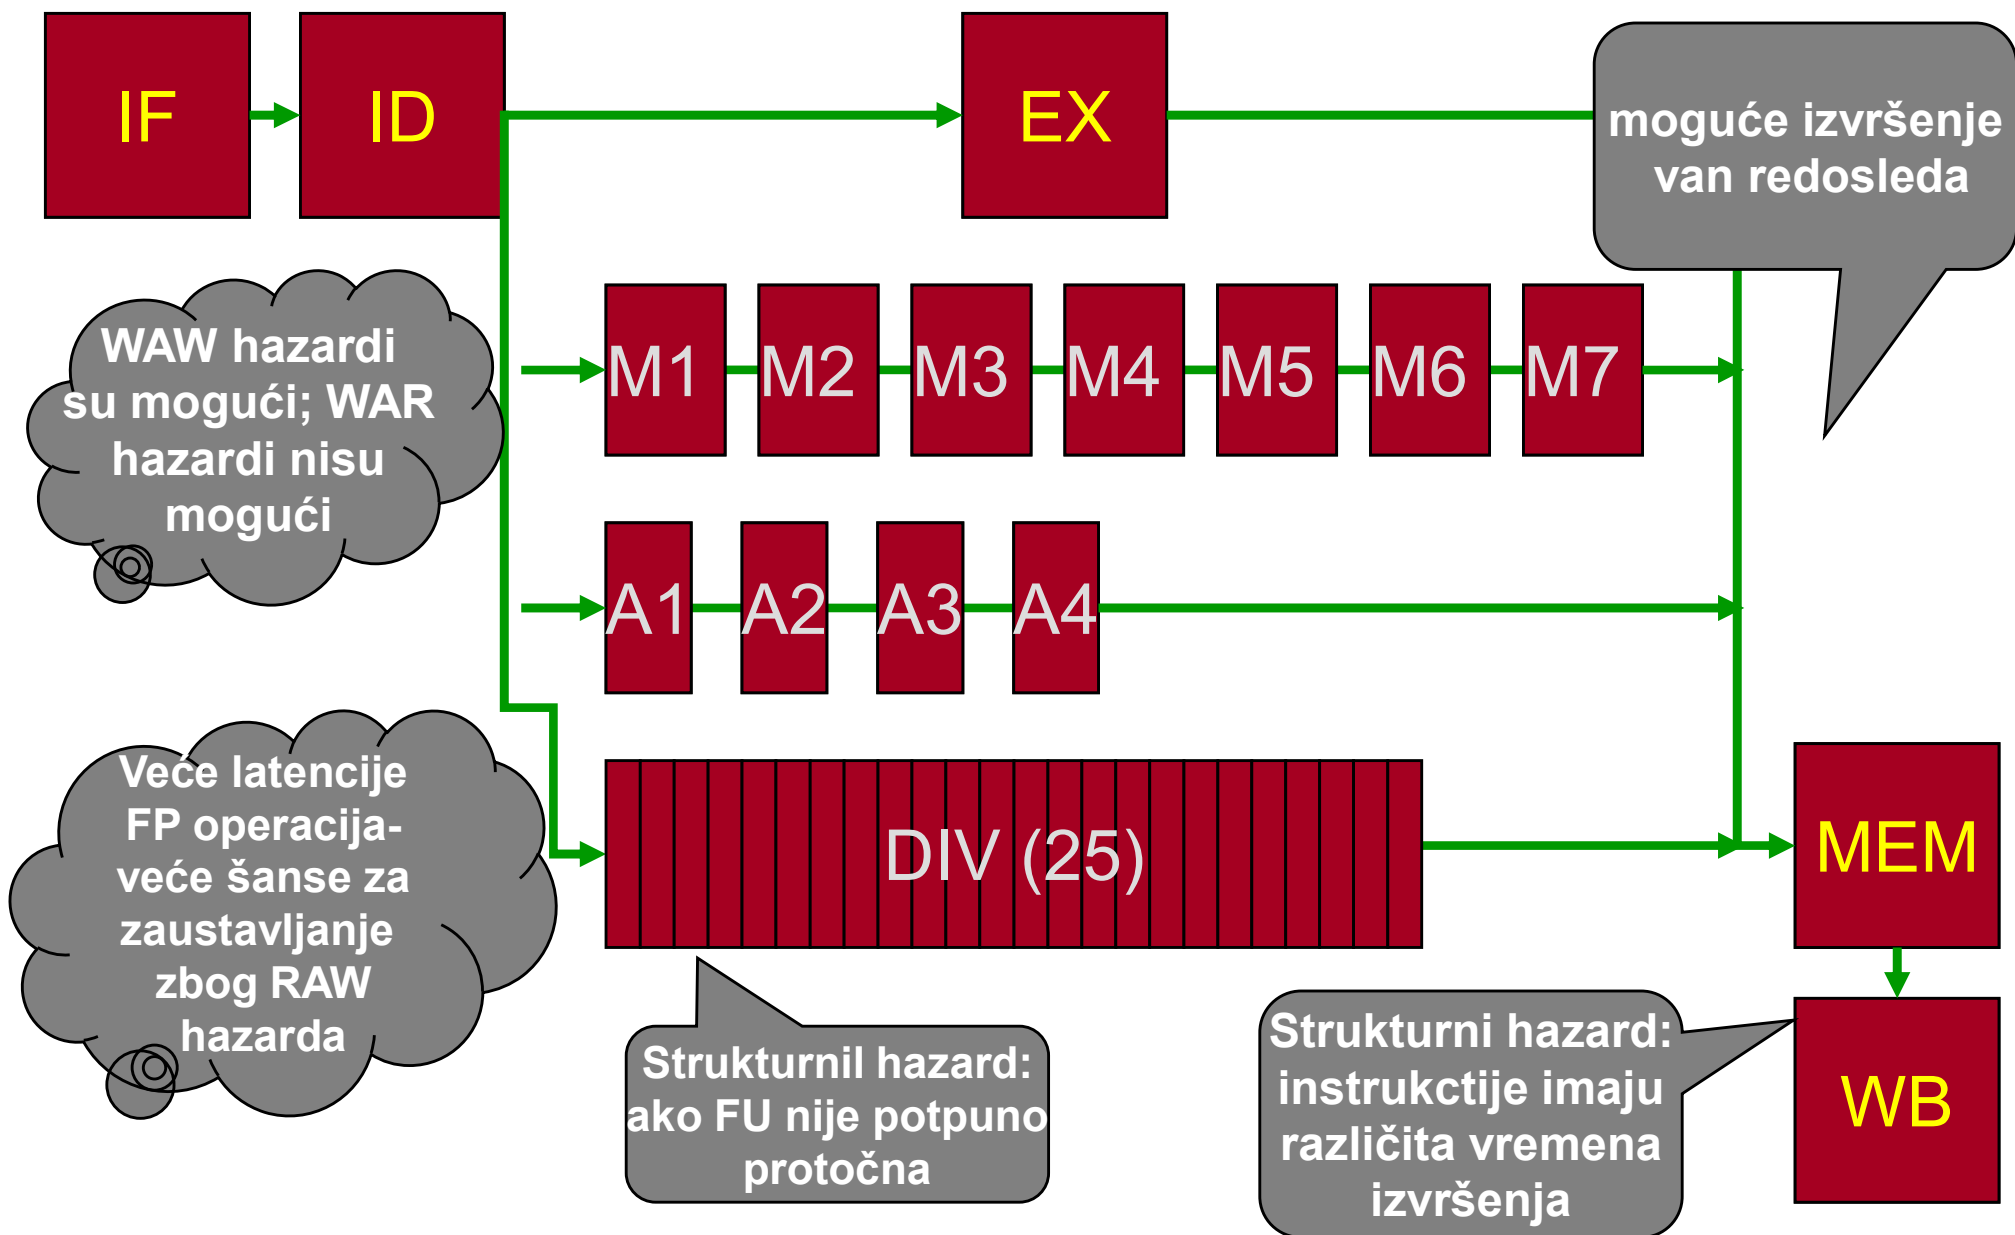 IF
ID
EX
moguće izvršenje
van redosleda
WAW hazardi
su mogući; WAR
hazardi nisu
mogući
M1
M2
M3
M4
M5
M6
M7
A1
A2
A3
A4
Veće latencije
FP operacija-
veće šanse za
zaustavljanje
zbog RAW
hazarda
DIV (25)
MEM
Strukturnil hazard:
ako FU nije potpuno
protočna
Strukturni hazard:
instrukctije imaju
različita vremena
izvršenja
WB